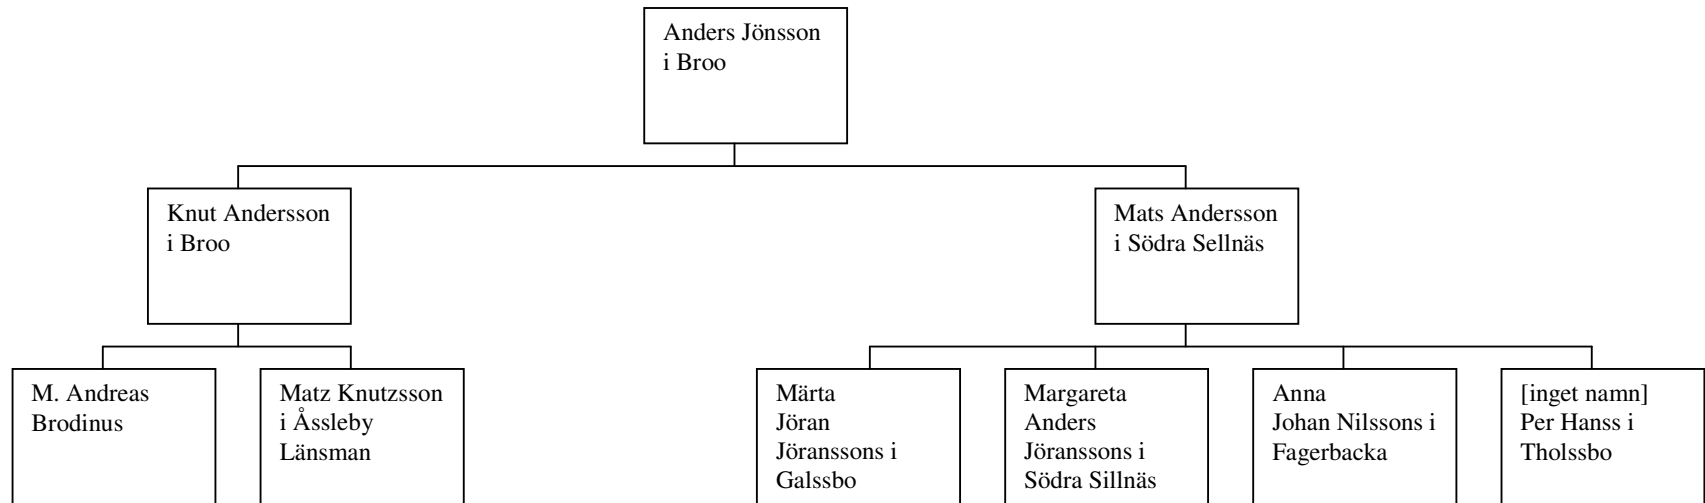 Anders Jönsson
i Broo
Knut Andersson
i Broo
Mats Andersson
i Södra Sellnäs
M. Andreas
Brodinus
Matz Knutzsson
i Åssleby
Länsman
Märta
Jöran
Jöranssons i
Galssbo
Margareta
Anders
Jöranssons i
Södra Sillnäs
Anna
Johan Nilssons i
Fagerbacka
[inget namn]
Per Hanss i
Tholssbo